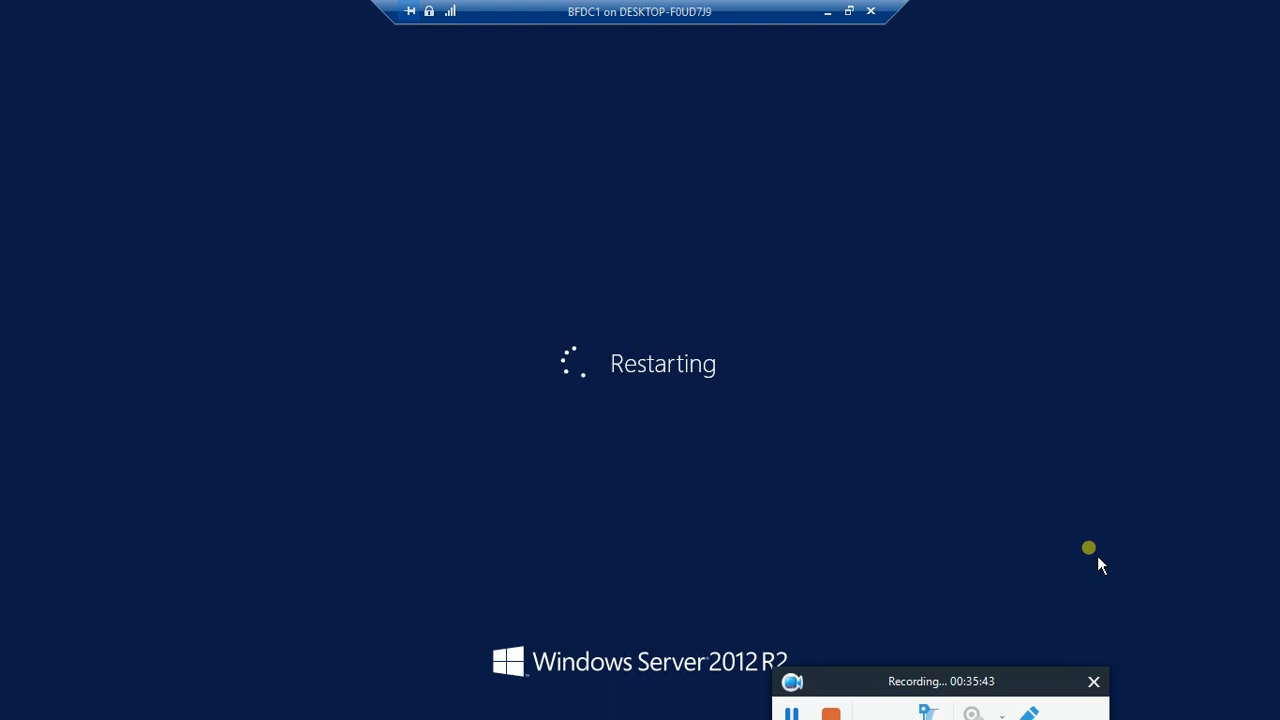 BFDC1 on DESKTOP-F0UD7J9
Restarting
Windows Server 2012 R2
Recording... 00:35:43